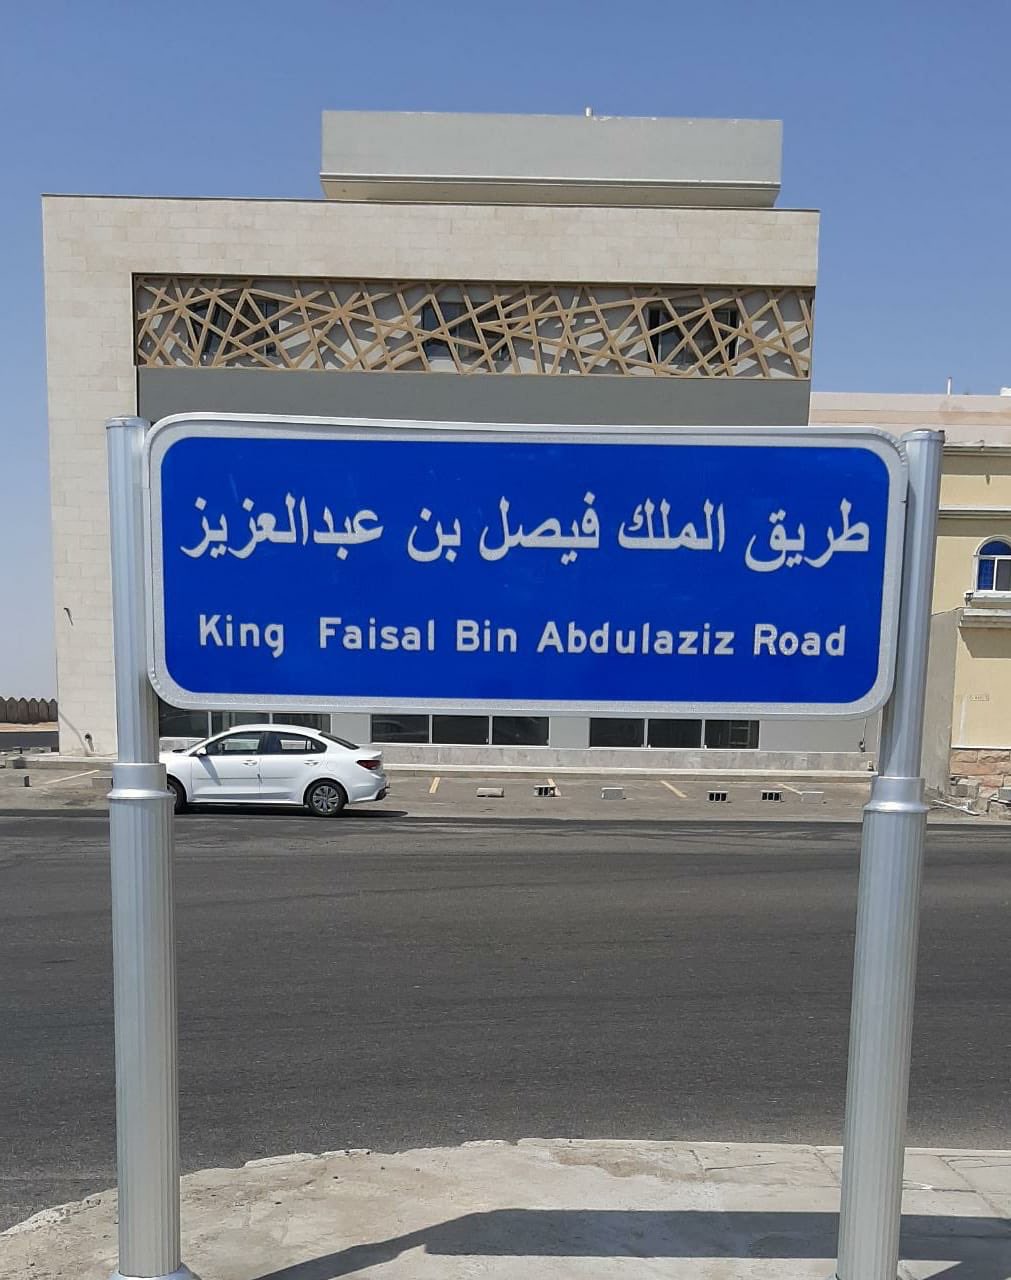 طريق الملك فيصل بن عبدالعزيز
King Faisal Bin Abdulaziz Road